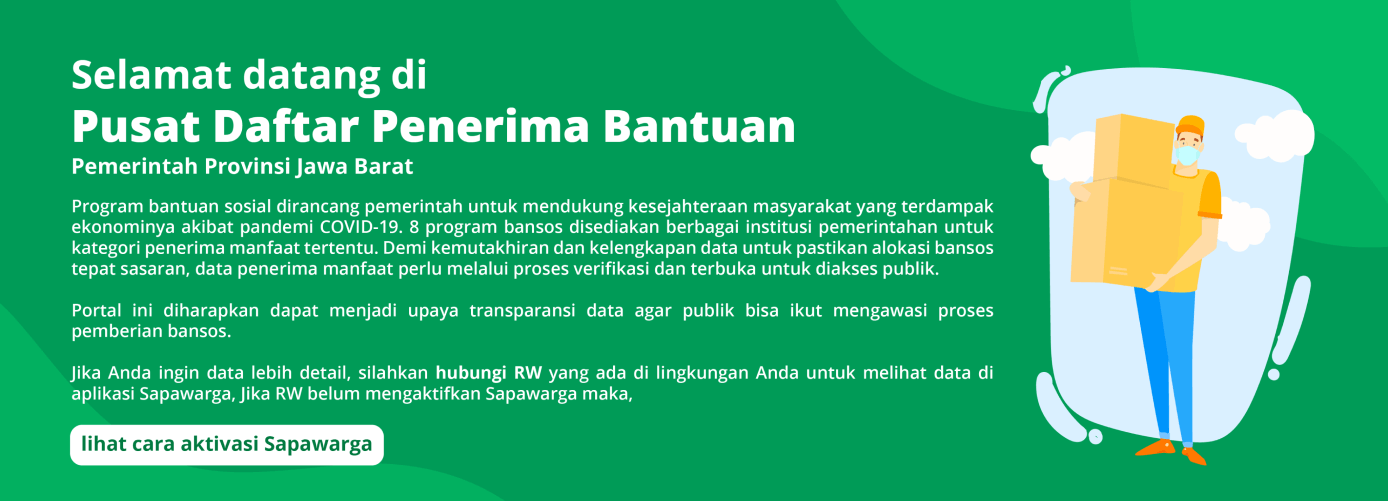 Selamat datang di
Pusat Daftar Penerima Bantuan
Pemerintah Provinsi Jawa Barat
Program bantuan sosial dirancang pemerintah untuk mendukung kesejahteraan masyarakat yang terdampak
ekonominya akibat pandemi COVID-19. 8 program bansos disediakan berbagai institusi pemerintahan untuk
kategori penerima manfaat tertentu. Demi kemutakhiran dan kelengkapan data untuk pastikan alokasi bansos
tepat sasaran, data penerima manfaat perlu melalui proses verifikasi dan terbuka untuk diakses publik.
Portal ini diharapkan dapat menjadi upaya transparansi data agar publik bisa ikut mengawasi proses
pemberian bansos.
Jika Anda ingin data lebih detail, silahkan hubungi RW yang ada di lingkungan Anda untuk melihat data di
aplikasi Sapawarga, Jika RW belum mengaktifkan Sapawarga maka,
lihat cara aktivasi Sapawarga